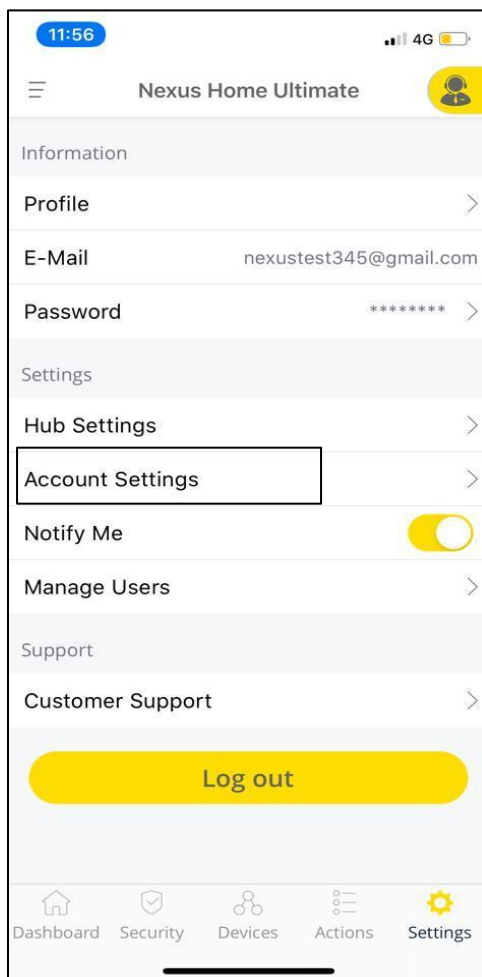 11:56
4G
Nexus Home Ultimate
Information
Profile
E-Mail nexustest345@gmail.com
Password ********
Settings
Hub Settings
Account Settings
Notify Me
Manage Users
Support
Customer Support
Log out
Dashboard Security Devices Actions Settings